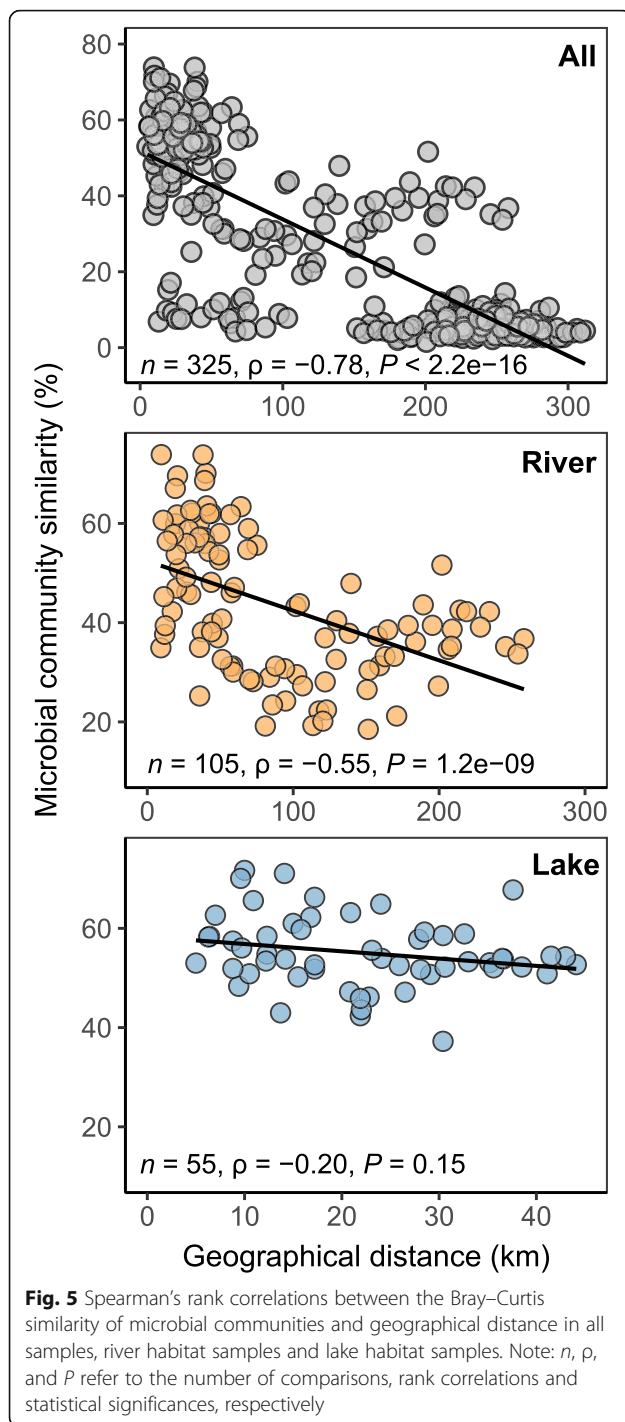 80
All
60
40
20
0
n = 325, ρ = −0.78, P < 2.2e−16
0 100 200 300
Microbial community similarity (%)
River
60
40
20
n = 105, ρ = −0.55, P = 1.2e−09
0 100 200 300
Lake
60
40
20
n = 55, ρ = −0.20, P = 0.15
0 10 20 30 40
Geographical distance (km)
Fig. 5 Spearman's rank correlations between the Bray–Curtis
similarity of microbial communities and geographical distance in all
samples, river habitat samples and lake habitat samples. Note: n, ρ,
and P refer to the number of comparisons, rank correlations and
statistical significances, respectively